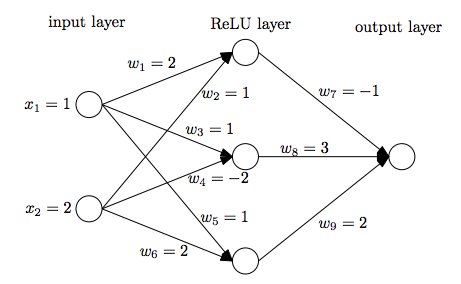 input layer
ReLU layer
output layer
w₁ = 2
w₇ = −1
w₂ = 1
x₁ = 1
w₃ = 1
w₈ = 3
w₄ = −2
x₂ = 2
w₅ = 1
w₉ = 2
w₆ = 2